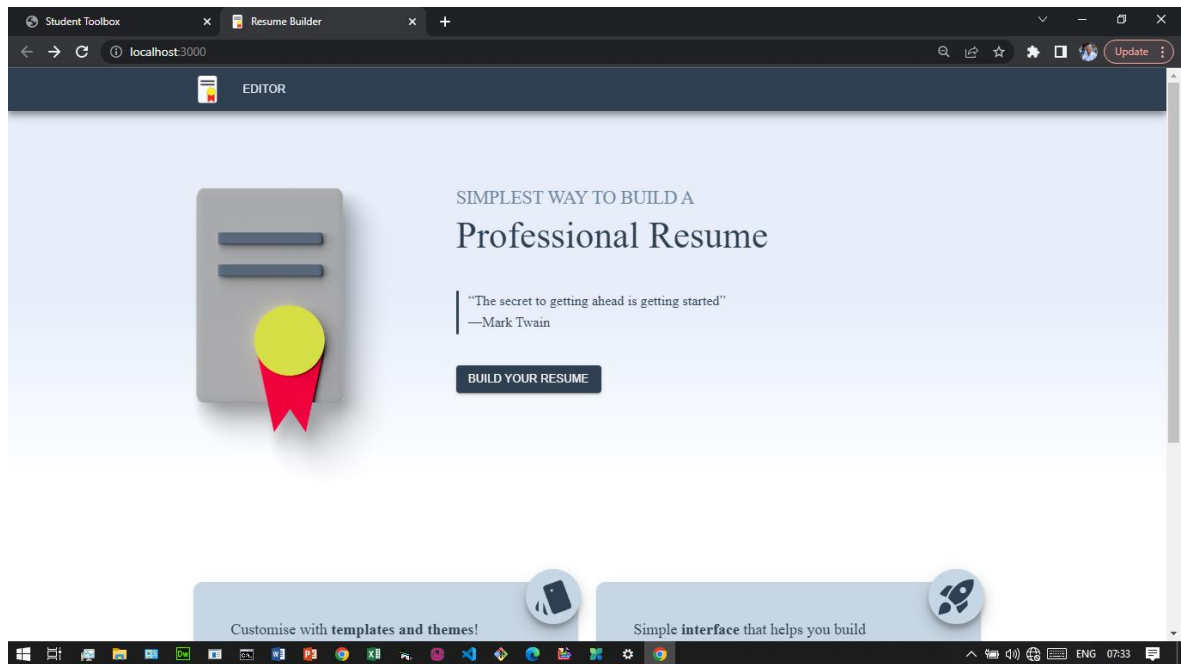 Student Toolbox
Resume Builder
localhost:3000
Update
EDITOR
SIMPLEST WAY TO BUILD A
Professional Resume
“The secret to getting ahead is getting started”
—Mark Twain
BUILD YOUR RESUME
Customise with templates and themes!
Simple interface that helps you build
ENG 07:33